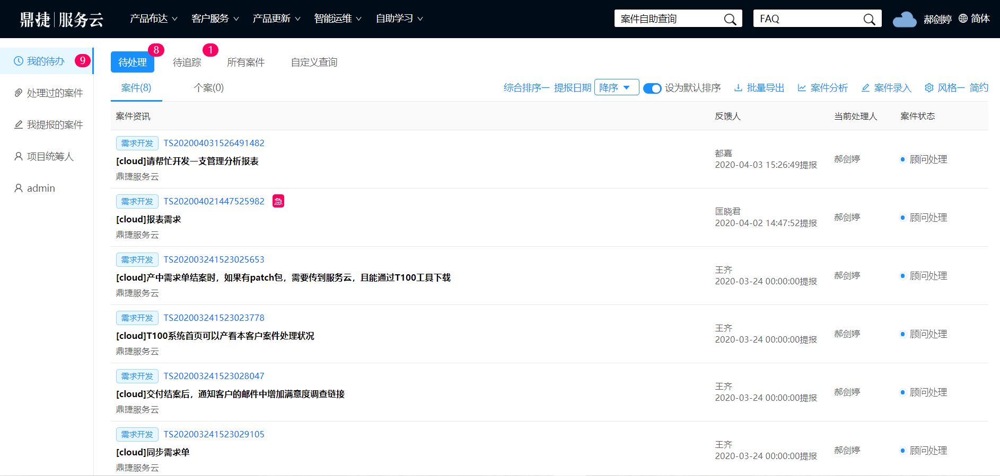 鼎捷|服务云 产品布达 客户服务 产品更新 智能运维 自助学习 案件自助查询 FAQ 郝剑婷 简体
我的待办 9
处理过的案件
我提报的案件
项目统筹人
admin
待处理 8 待追踪 1 所有案件 自定义查询
案件(8) 个案(0) 综合排序一 提报日期 降序 设为默认排序 批量导出 案件分析 案件录入 风格一 简约
案件资讯 反馈人 当前处理人 案件状态
需求开发 TS202004031526491482
[cloud]请帮忙开发一支管理分析报表
鼎捷服务云
都嘉
2020-04-03 15:26:49提报
郝剑婷
顾问处理
需求开发 TS202004021447525982 急
[cloud]报表需求
鼎捷服务云
匡晓君
2020-04-02 14:47:52提报
郝剑婷
顾问处理
需求开发 TS202003241523025653
[cloud]产中需求单结案时，如果有patch包，需要传到服务云，且能通过T100工具下载
鼎捷服务云
王齐
2020-03-24 00:00:00提报
郝剑婷
顾问处理
需求开发 TS202003241523023778
[cloud]T100系统首页可以产看本客户案件处理状况
鼎捷服务云
王齐
2020-03-24 00:00:00提报
郝剑婷
顾问处理
需求开发 TS202003241523028047
[cloud]交付结案后，通知客户的邮件中增加满意度调查链接
鼎捷服务云
王齐
2020-03-24 00:00:00提报
郝剑婷
顾问处理
需求开发 TS202003241523029105
[cloud]同步需求单
鼎捷服务云
王齐
2020-03-24 00:00:00提报
郝剑婷
顾问处理